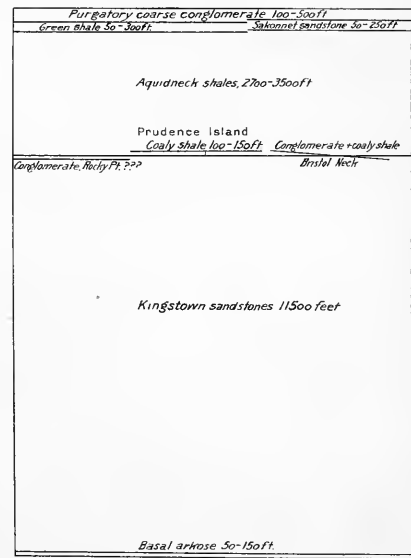 Purgatory coarse conglomerate 100-500ft
Green shale 50-300ft. Sakonnet sandstone 50-250ft
Aquidneck shales, 2700-3500ft
Prudence Island
Coaly shale 100-150ft Conglomerate + coaly shale
Conglomerate, Rocky Pt. ??? Bristol Neck
Kingstown sandstones 11500 feet
Basal arkose 50-150ft.